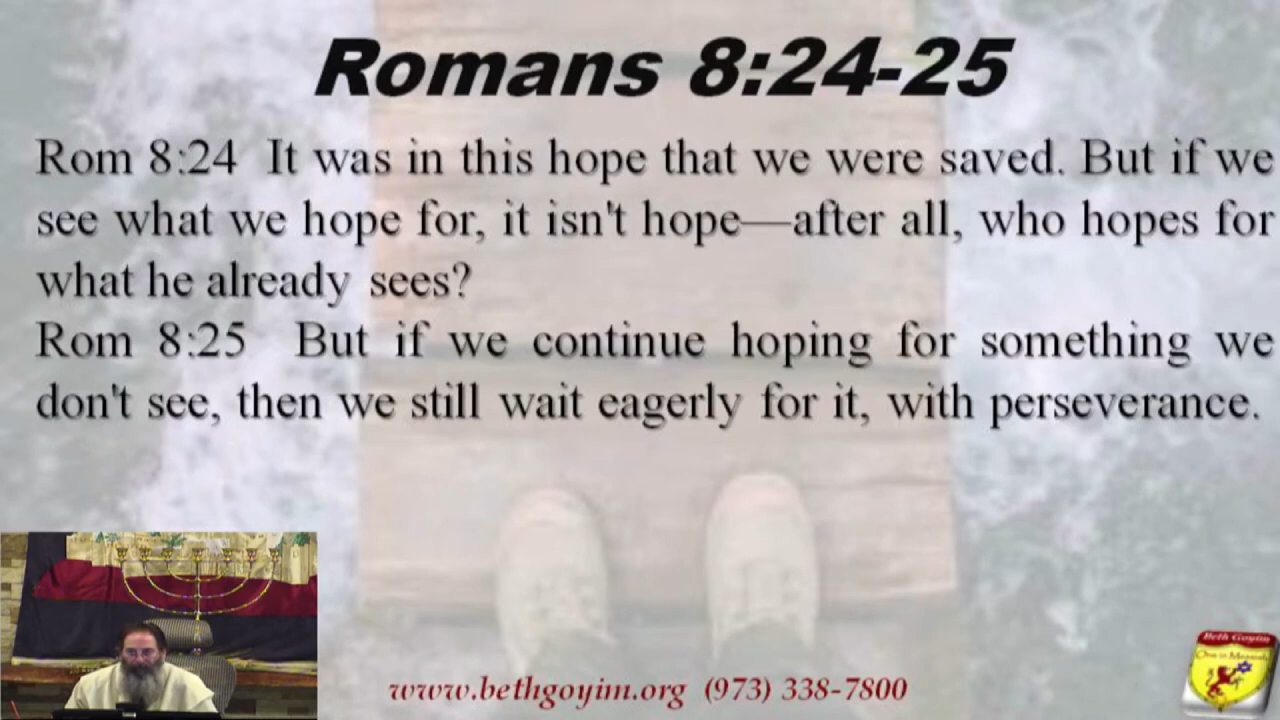 Romans 8:24-25
Rom 8:24 It was in this hope that we were saved. But if we
see what we hope for, it isn't hope—after all, who hopes for
what he already sees?
Rom 8:25 But if we continue hoping for something we
don't see, then we still wait eagerly for it, with perseverance.
www.bethgoyim.org (973) 338-7800
Beth Goyim
One in Messiah